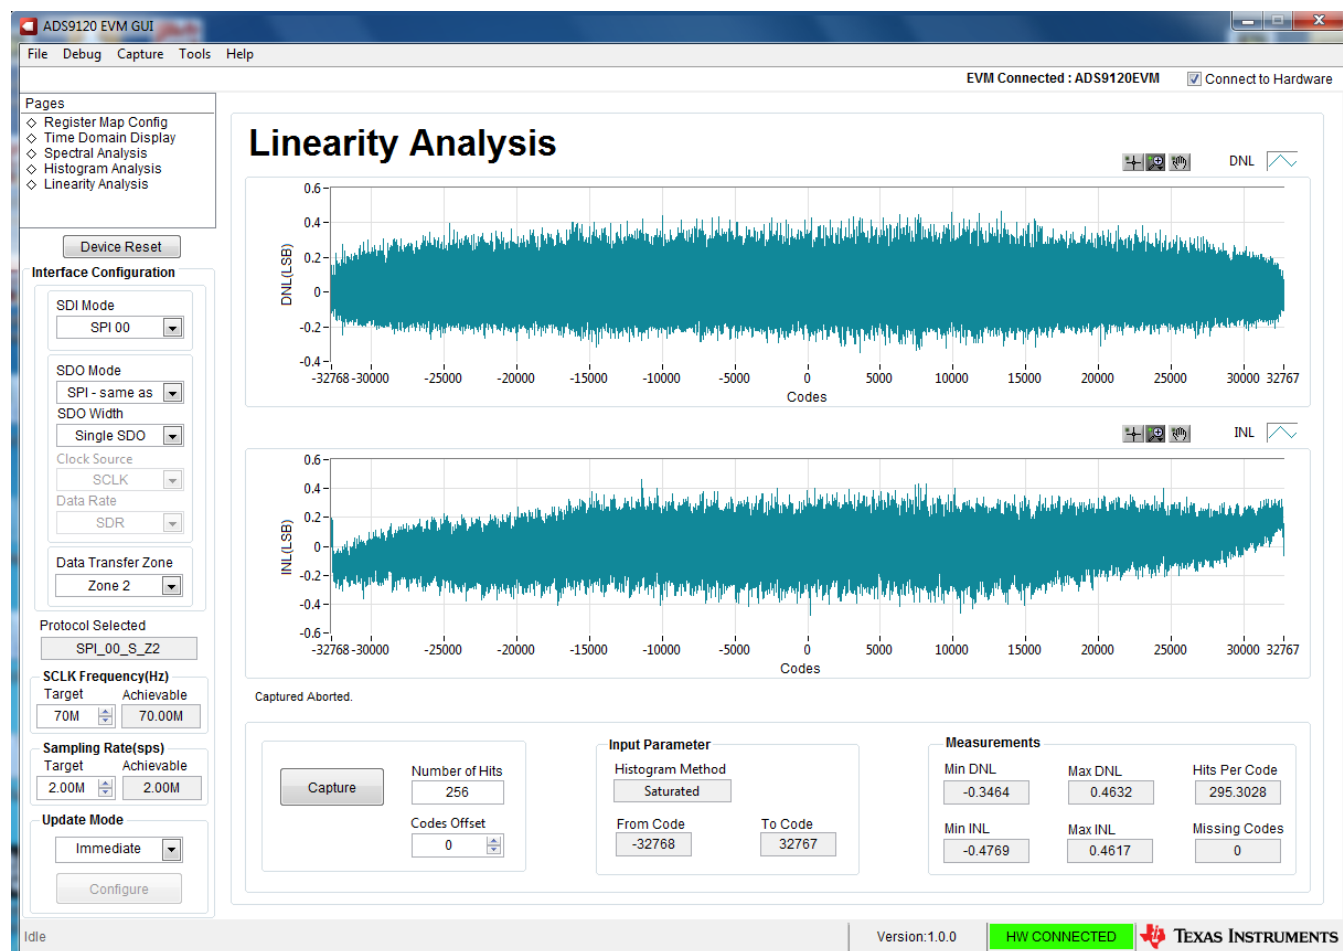 ADS9120 EVM GUI
File Debug Capture Tools Help
EVM Connected : ADS9120EVM Connect to Hardware
Pages
Register Map Config
Time Domain Display
Spectral Analysis
Histogram Analysis
Linearity Analysis
Device Reset
Interface Configuration
SDI Mode
SPI 00
SDO Mode
SPI - same as
SDO Width
Single SDO
Clock Source
SCLK
Data Rate
SDR
Data Transfer Zone
Zone 2
Protocol Selected
SPI_00_S_Z2
SCLK Frequency(Hz)
Target Achievable
70M 70.00M
Sampling Rate(sps)
Target Achievable
2.00M 2.00M
Update Mode
Immediate
Configure
Linearity Analysis
DNL
0.6
0.4
0.2
0
-0.2
-0.4
DNL(LSB)
-32768 -30000 -25000 -20000 -15000 -10000 -5000 0 5000 10000 15000 20000 25000 30000 32767
Codes
INL
0.6
0.4
0.2
0
-0.2
-0.4
-0.6
INL(LSB)
-32768 -30000 -25000 -20000 -15000 -10000 -5000 0 5000 10000 15000 20000 25000 30000 32767
Codes
Captured Aborted.
Capture
Number of Hits
256
Codes Offset
0
Input Parameter
Histogram Method
Saturated
From Code To Code
-32768 32767
Measurements
Min DNL Max DNL Hits Per Code
-0.3464 0.4632 295.3028
Min INL Max INL Missing Codes
-0.4769 0.4617 0
Idle Version:1.0.0 HW CONNECTED TEXAS INSTRUMENTS